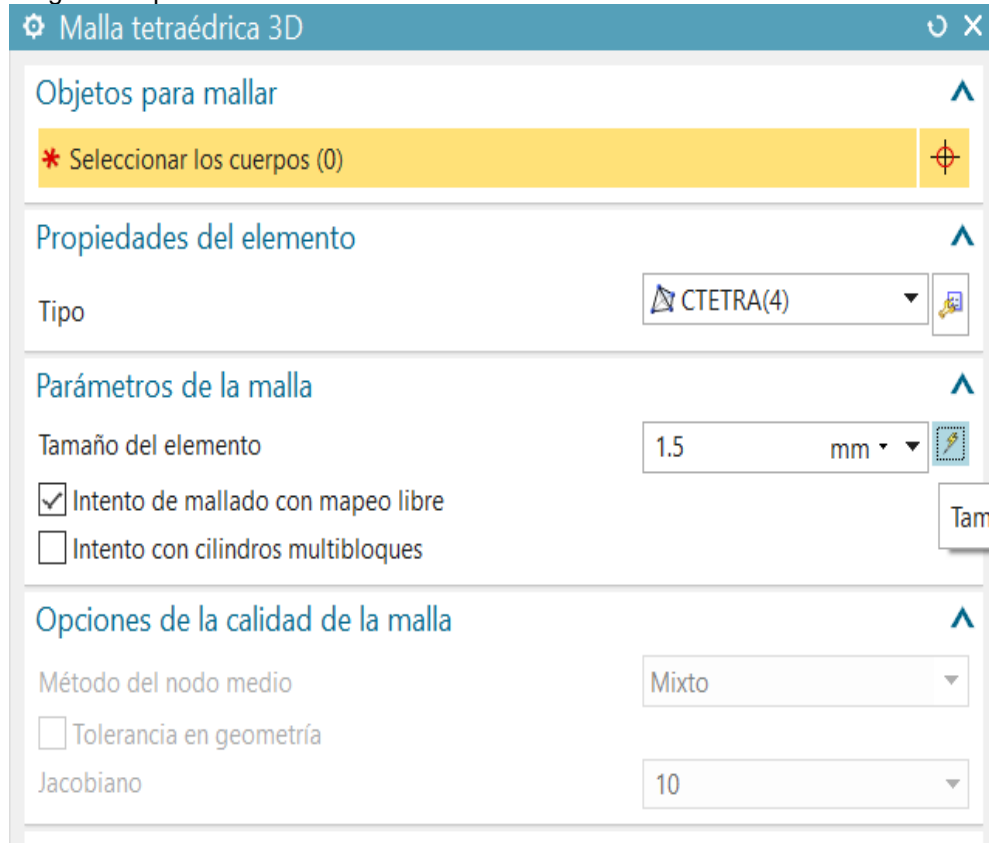 Malla tetraédrica 3D
Objetos para mallar
* Seleccionar los cuerpos (0)
Propiedades del elemento
Tipo CTETRA(4)
Parámetros de la malla
Tamaño del elemento 1.5 mm
Intento de mallado con mapeo libre
Tam
Intento con cilindros multibloques
Opciones de la calidad de la malla
Método del nodo medio Mixto
Tolerancia en geometría
Jacobiano 10